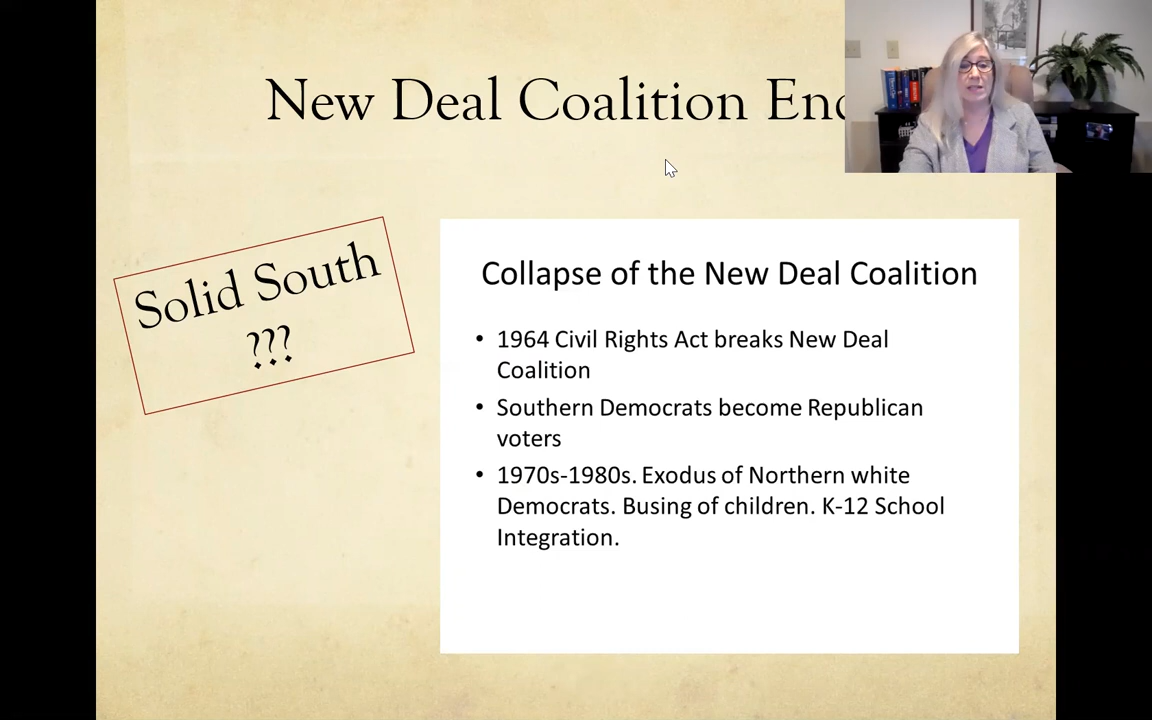 New Deal Coalition
Solid South
???
Collapse of the New Deal Coalition
• 1964 Civil Rights Act breaks New Deal
Coalition
• Southern Democrats become Republican
voters
• 1970s-1980s. Exodus of Northern white
Democrats. Busing of children. K-12 School
Integration.